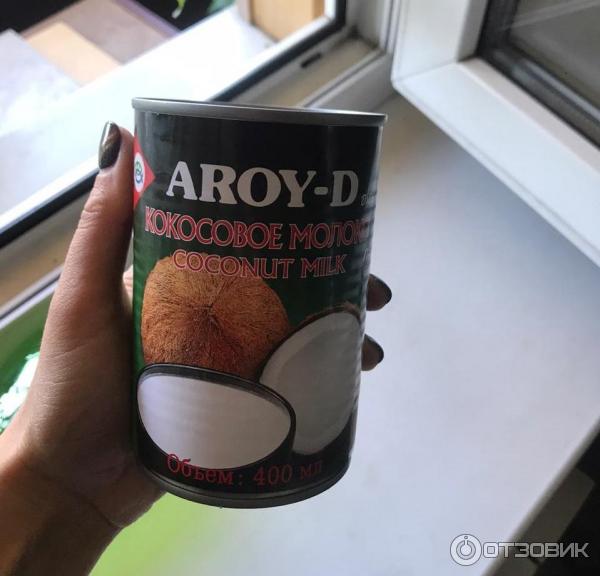 AROY-D
КОКОСОВОЕ МОЛОКО
COCONUT MILK
Объем: 400 мл
ОТЗОВИК